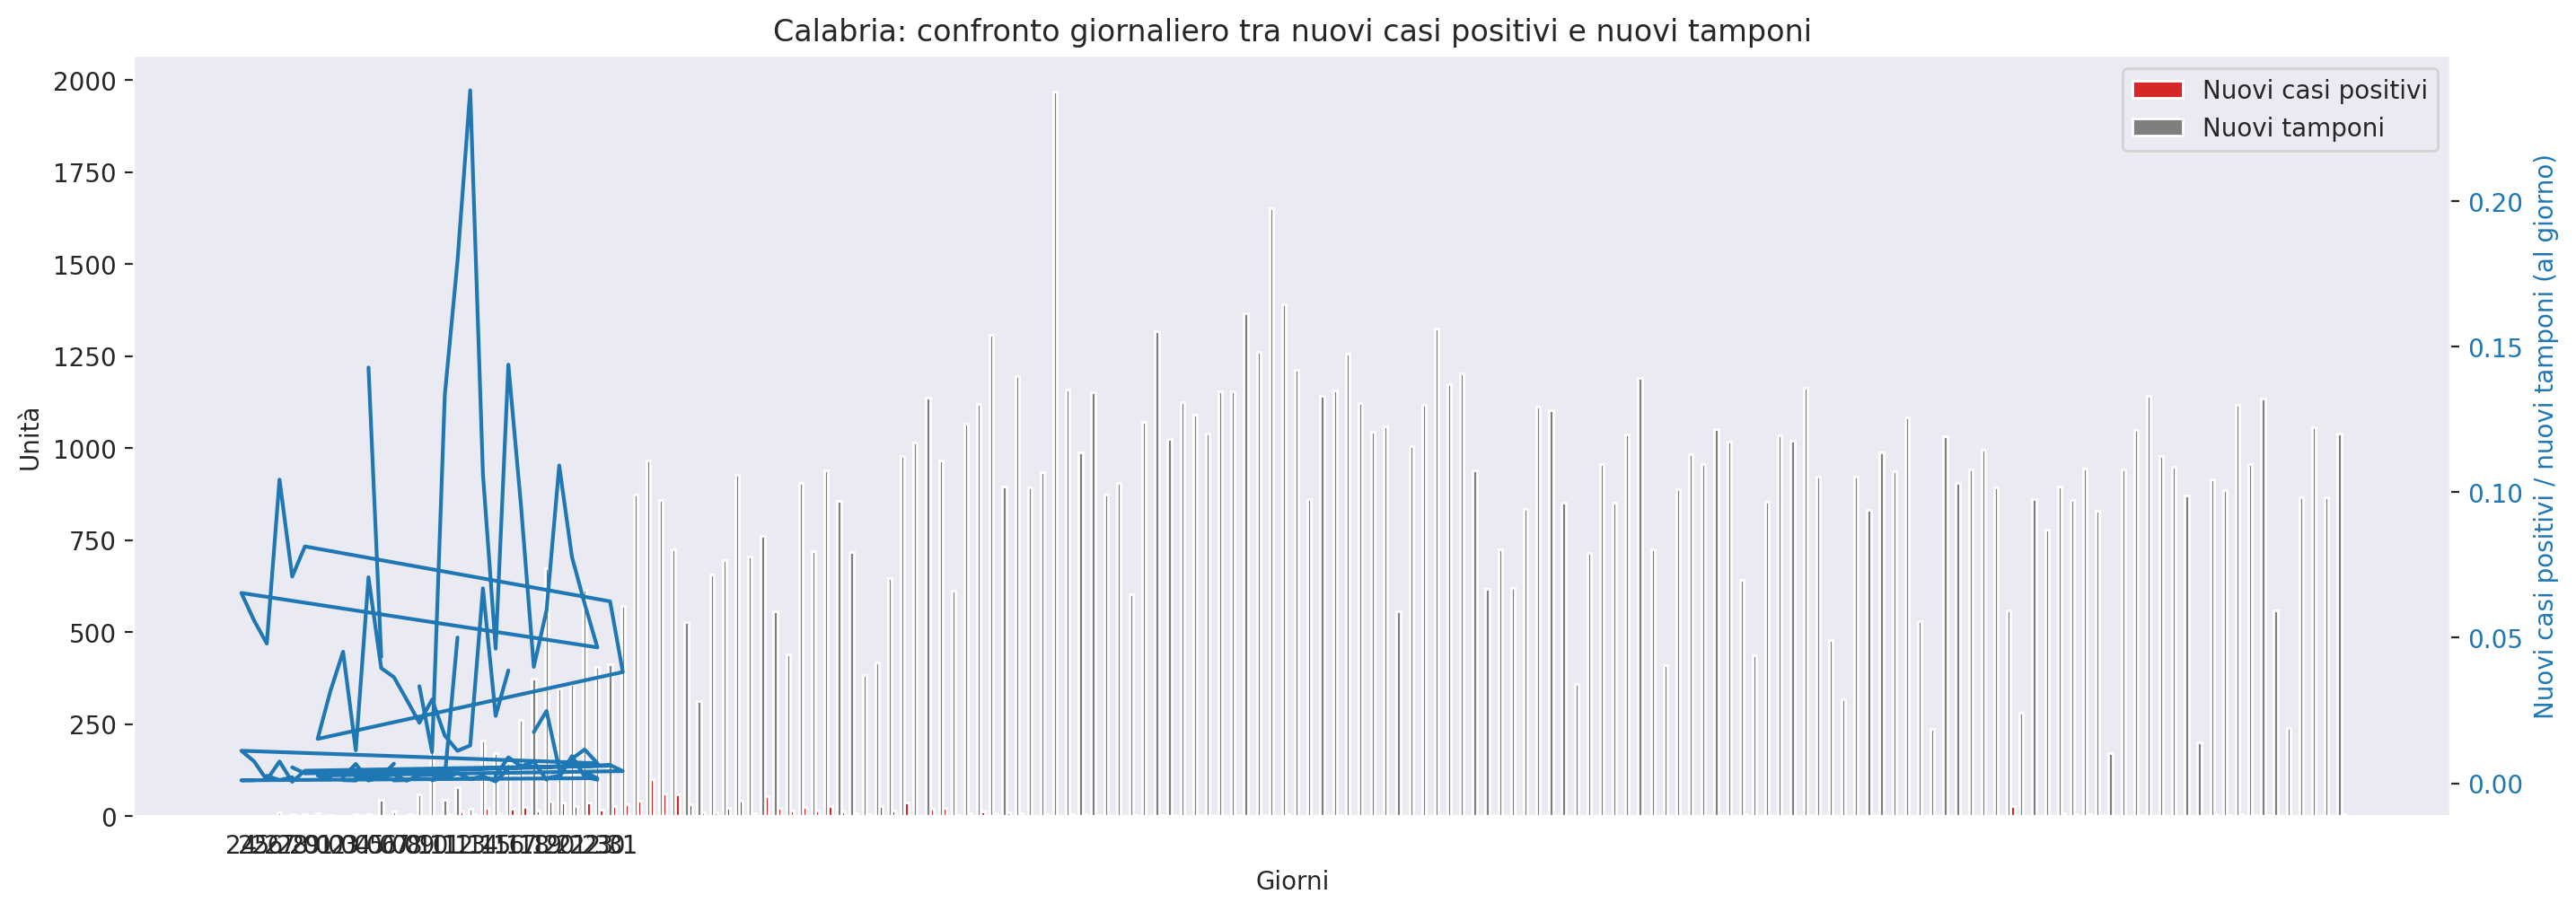 Calabria: confronto giornaliero tra nuovi casi positivi e nuovi tamponi
Nuovi casi positivi
Nuovi tamponi
2000
1750
1500
1250
1000
750
500
250
0
Unità
0.20
0.15
0.10
0.05
0.00
Nuovi casi positivi / nuovi tamponi (al giorno)
Giorni